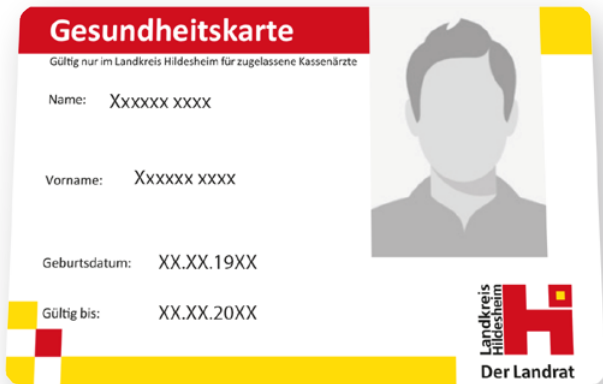 Gesundheitskarte
Gültig nur im Landkreis Hildesheim für zugelassene Kassenärzte
Name: Xxxxxx xxxx
Vorname: Xxxxxx xxxx
Geburtsdatum: XX.XX.19XX
Gültig bis: XX.XX.20XX
Landkreis
Hildesheim
Der Landrat